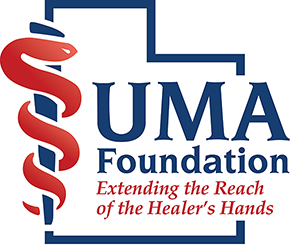 UMA
Foundation
Extending the Reach
of the Healer's Hands